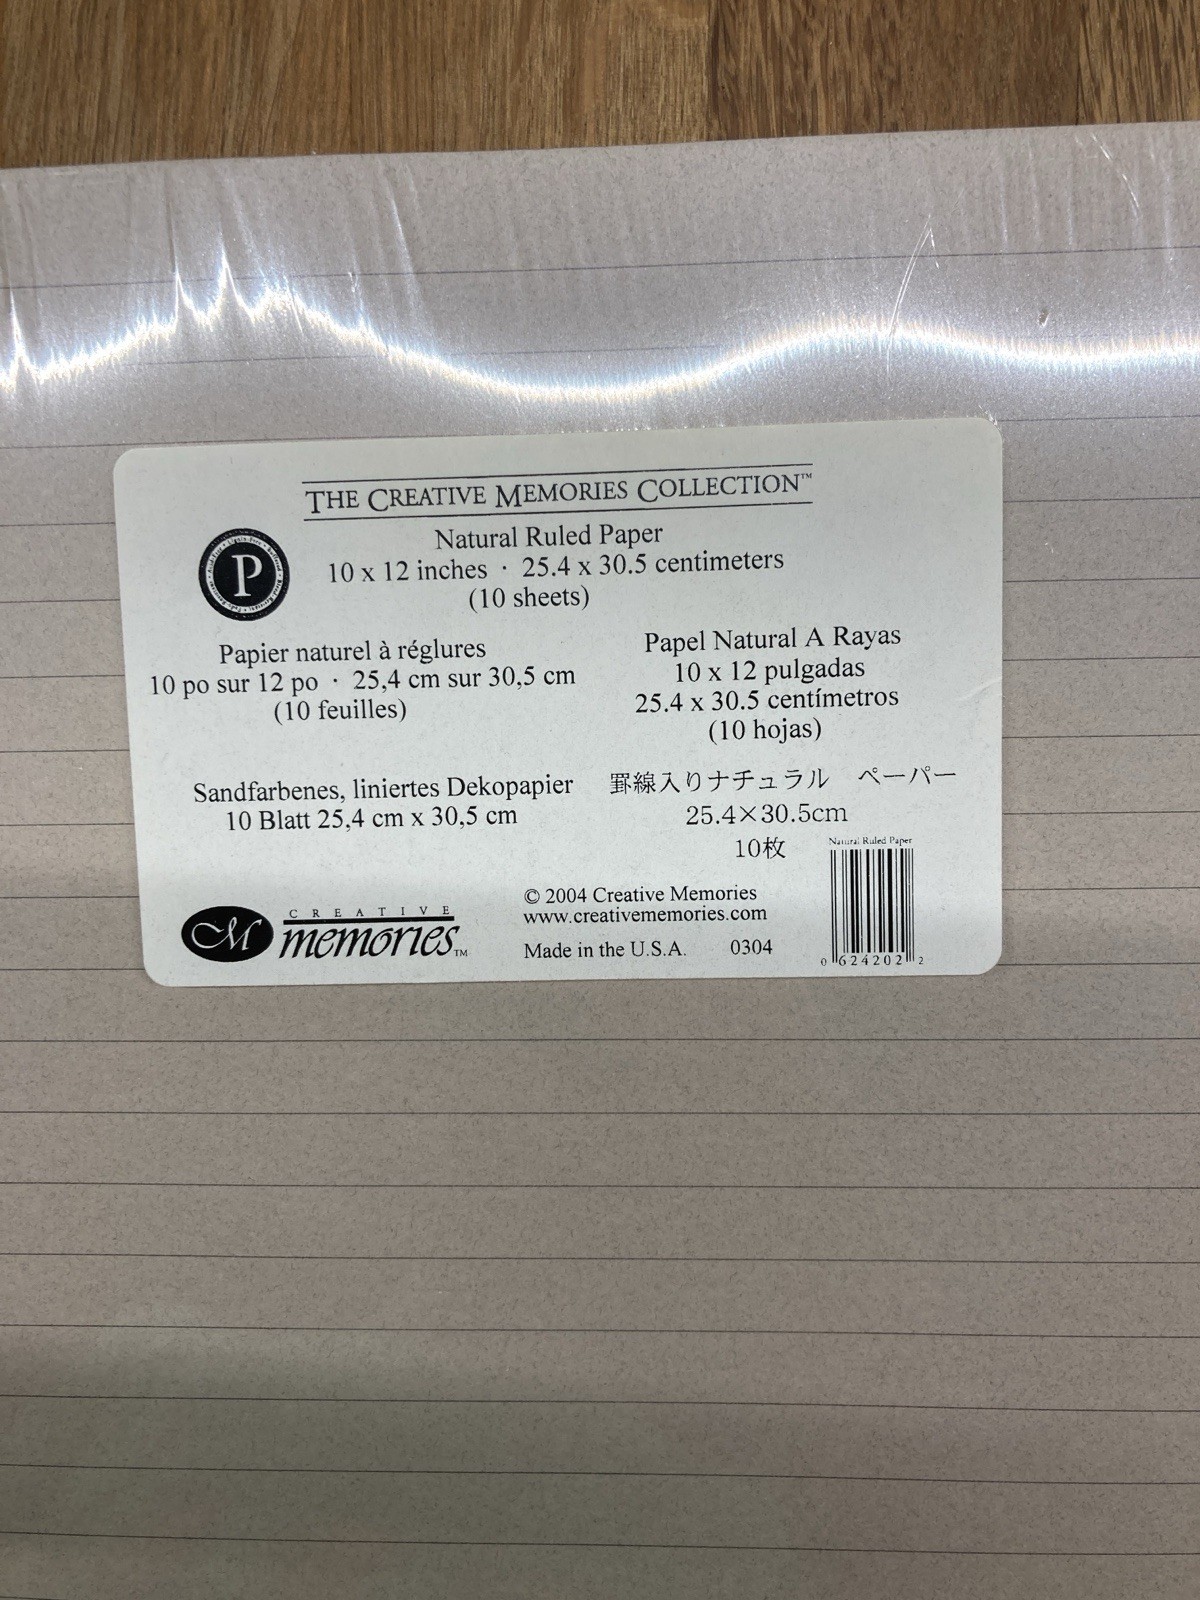 THE CREATIVE MEMORIES COLLECTION™
Natural Ruled Paper
10 x 12 inches · 25.4 x 30.5 centimeters
(10 sheets)
P
Papier naturel à réglures
10 po sur 12 po · 25,4 cm sur 30,5 cm
(10 feuilles)
Papel Natural A Rayas
10 x 12 pulgadas
25.4 x 30.5 centímetros
(10 hojas)
Sandfarbenes, liniertes Dekopapier
10 Blatt 25,4 cm x 30,5 cm
罫線入りナチュラル ペーパー
25.4×30.5cm
10枚
Natural Ruled Paper
0 624202 2
CM
CREATIVE
memories™
© 2004 Creative Memories
www.creativememories.com
Made in the U.S.A. 0304